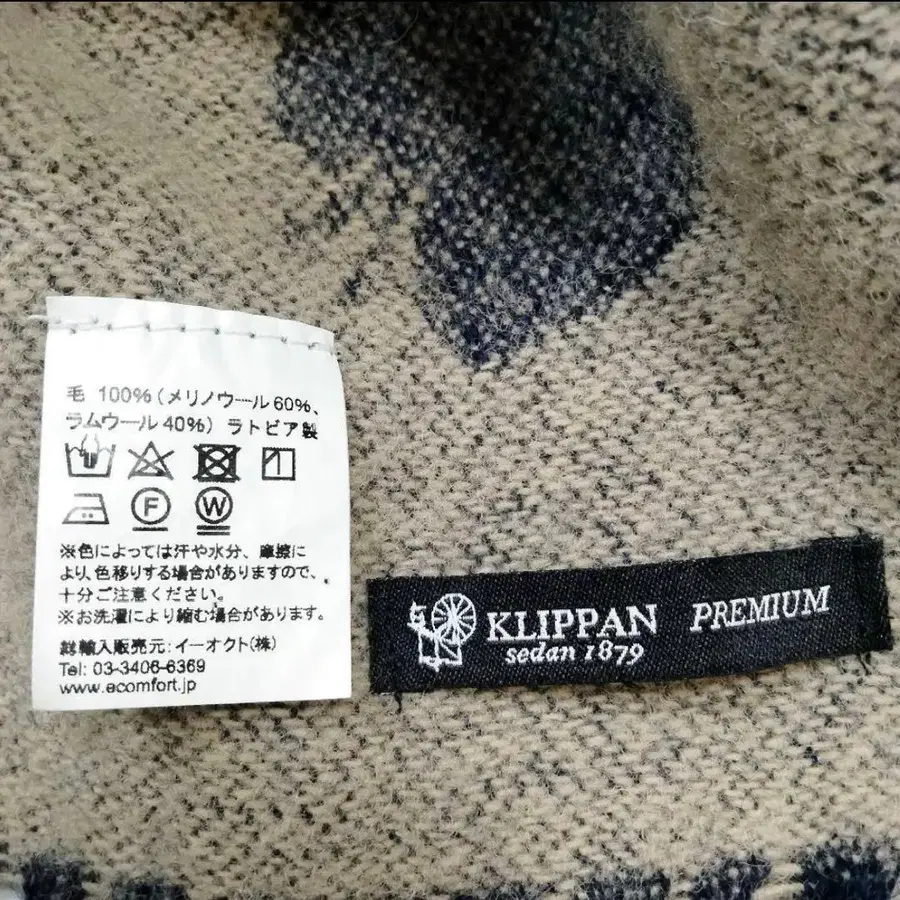 毛 100%(メリノウール60%、
ラムウール40%) ラトビア製
F W
※色によっては汗や水分、摩擦に
より、色移りする場合がありますので、
十分ご注意ください。
※お洗濯により縮む場合があります。
総輸入販売元:イーオクト(株)
Tel: 03-3406-6369
www.ecomfort.jp
KLIPPAN PREMIUM
sedan 1879